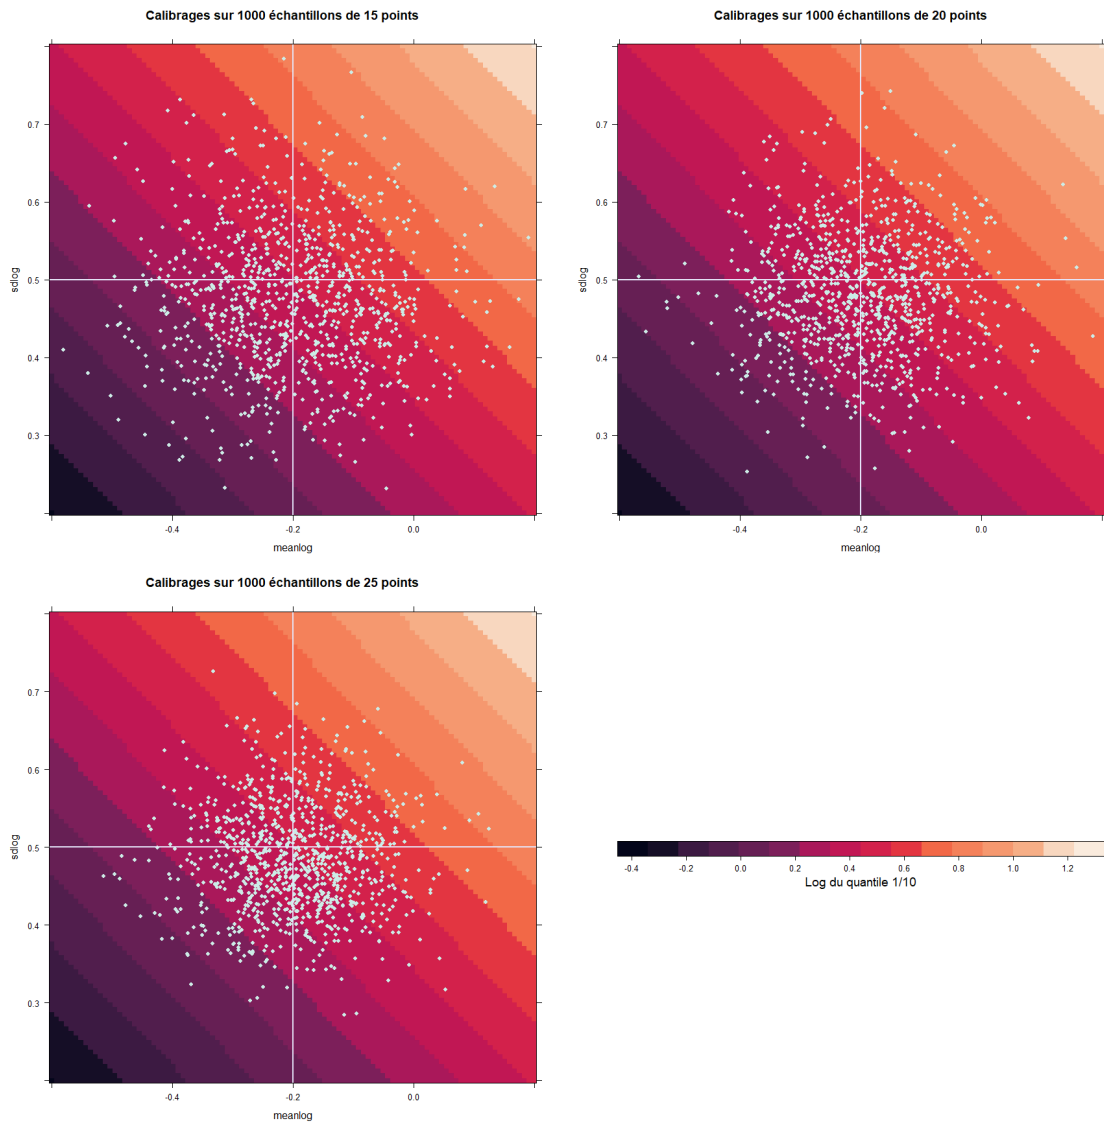 Calibrages sur 1000 échantillons de 15 points
0.7
0.6
0.5
0.4
0.3
sdlog
-0.4
-0.2
0.0
meanlog
Calibrages sur 1000 échantillons de 20 points
0.7
0.6
0.5
0.4
0.3
sdlog
-0.4
-0.2
0.0
meanlog
Calibrages sur 1000 échantillons de 25 points
0.7
0.6
0.5
0.4
0.3
sdlog
-0.4
-0.2
0.0
meanlog
-0.4 -0.2 0.0 0.2 0.4 0.6 0.8 1.0 1.2
Log du quantile 1/10